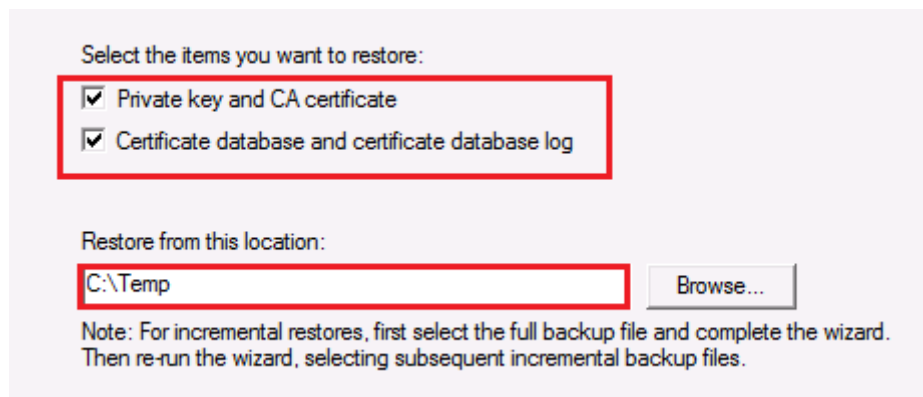 Select the items you want to restore:
Private key and CA certificate
Certificate database and certificate database log
Restore from this location:
C:\Temp
Browse...
Note: For incremental restores, first select the full backup file and complete the wizard.
Then re-run the wizard, selecting subsequent incremental backup files.